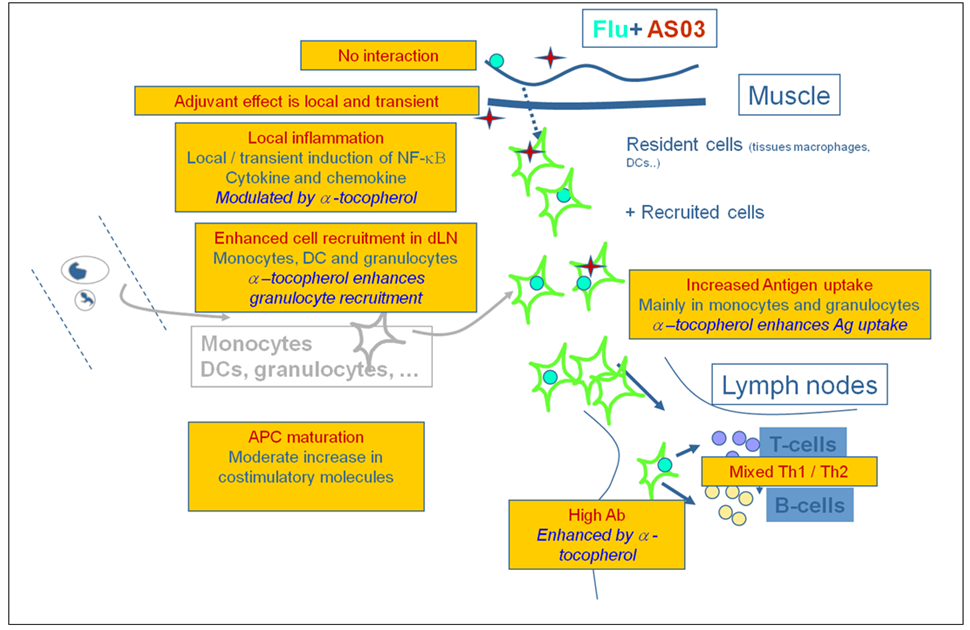 Flu+ AS03
No interaction
Adjuvant effect is local and transient
Muscle
Local inflammation
Local / transient induction of NF-κB
Cytokine and chemokine
Modulated by α-tocopherol
Resident cells (tissues macrophages,
DCs..)
+ Recruited cells
Enhanced cell recruitment in dLN
Monocytes, DC and granulocytes
α–tocopherol enhances
granulocyte recruitment
Increased Antigen uptake
Mainly in monocytes and granulocytes
α–tocopherol enhances Ag uptake
Monocytes
DCs, granulocytes, …
Lymph nodes
APC maturation
Moderate increase in
costimulatory molecules
T-cells
Mixed Th1 / Th2
B-cells
High Ab
Enhanced by α -
tocopherol